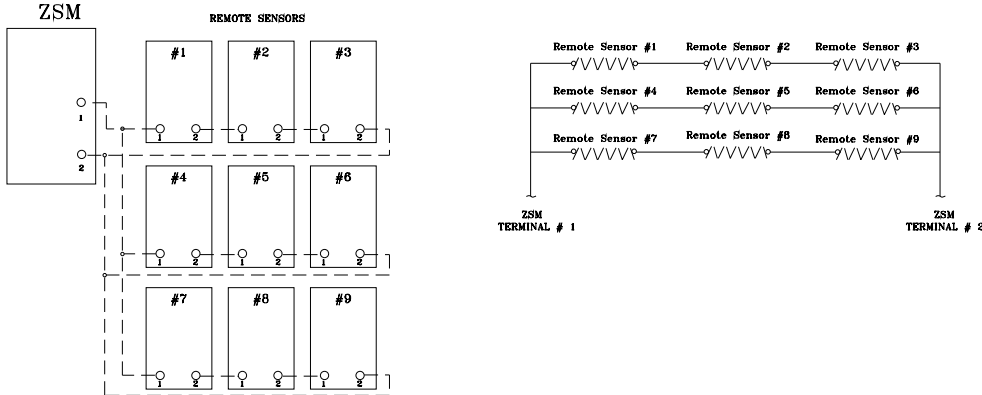 ZSM
REMOTE SENSORS
#1 #2 #3
1
1 2 1 2 1 2
2
#4 #5 #6
1 2 1 2 1 2
#7 #8 #9
1 2 1 2 1 2
Remote Sensor #1 Remote Sensor #2 Remote Sensor #3
Remote Sensor #4 Remote Sensor #5 Remote Sensor #6
Remote Sensor #7 Remote Sensor #8 Remote Sensor #9
ZSM
TERMINAL # 1
ZSM
TERMINAL # 2